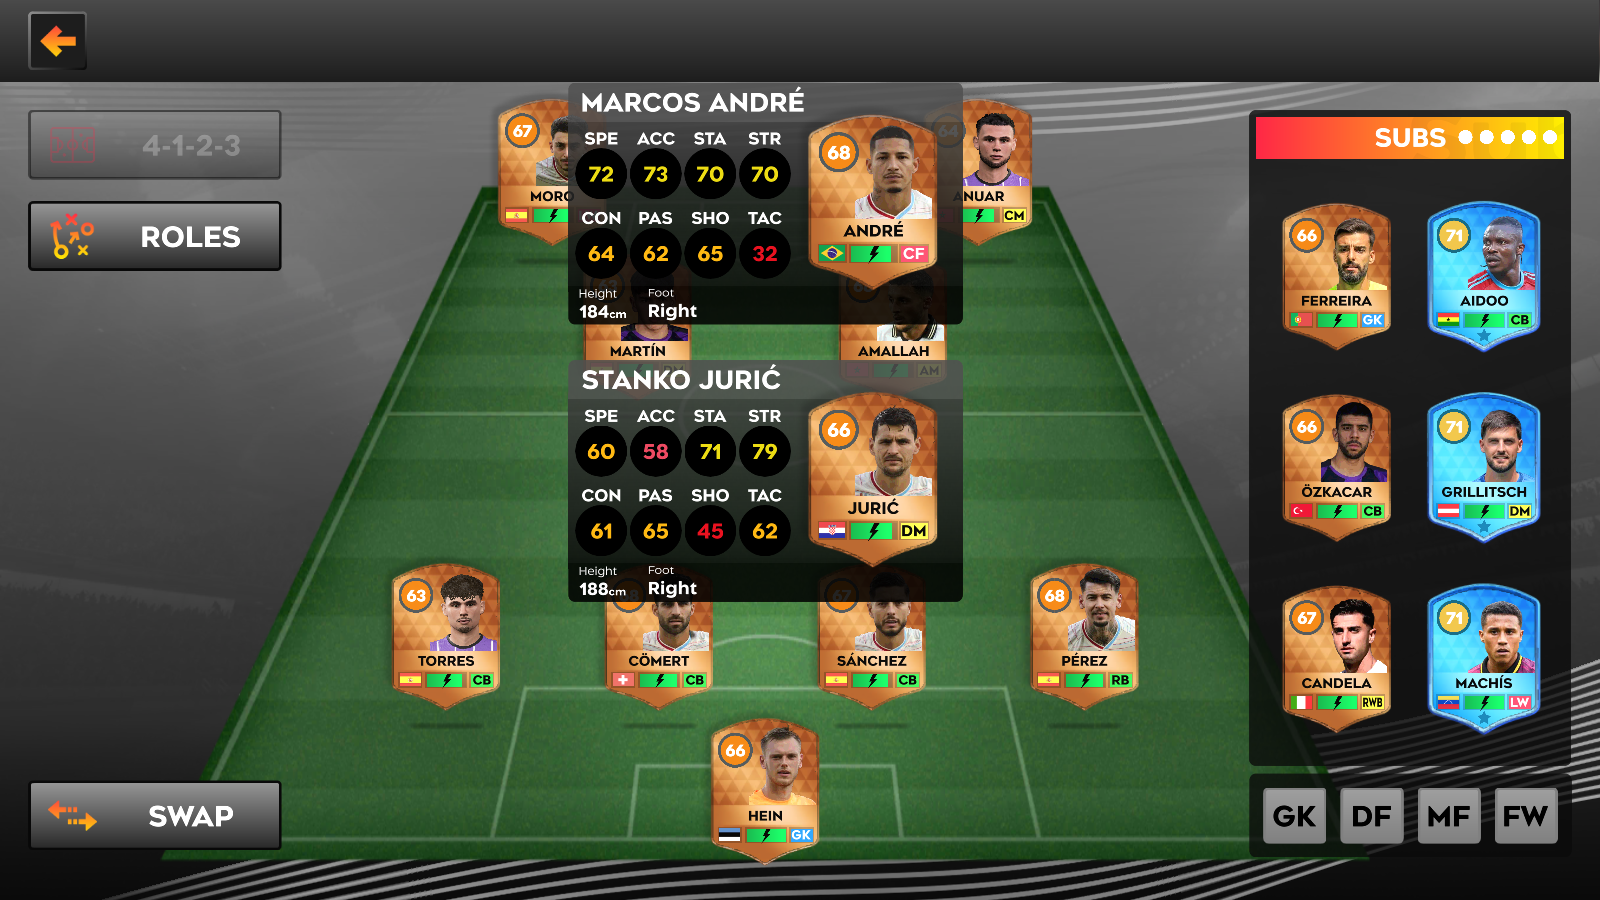 4-1-2-3
ROLES
SWAP
67
MORO
MARCOS ANDRÉ
SPE ACC STA STR
72 73 70 70
CON PAS SHO TAC
64 62 65 32
Height Foot
184cm Right
68
ANDRÉ
CF
64
ANUAR
CM
MARTÍN
AMALLAH
AM
STANKO JURIĆ
SPE ACC STA STR
60 58 71 79
CON PAS SHO TAC
61 65 45 62
Height Foot
188cm Right
66
JURIĆ
DM
63
TORRES
CB
CÖMERT
CB
67
SÁNCHEZ
CB
68
PÉREZ
RB
66
HEIN
GK
SUBS
66
FERREIRA
GK
71
AIDOO
CB
66
ÖZKACAR
CB
71
GRILLITSCH
DM
67
CANDELA
RWB
71
MACHÍS
LW
GK DF MF FW